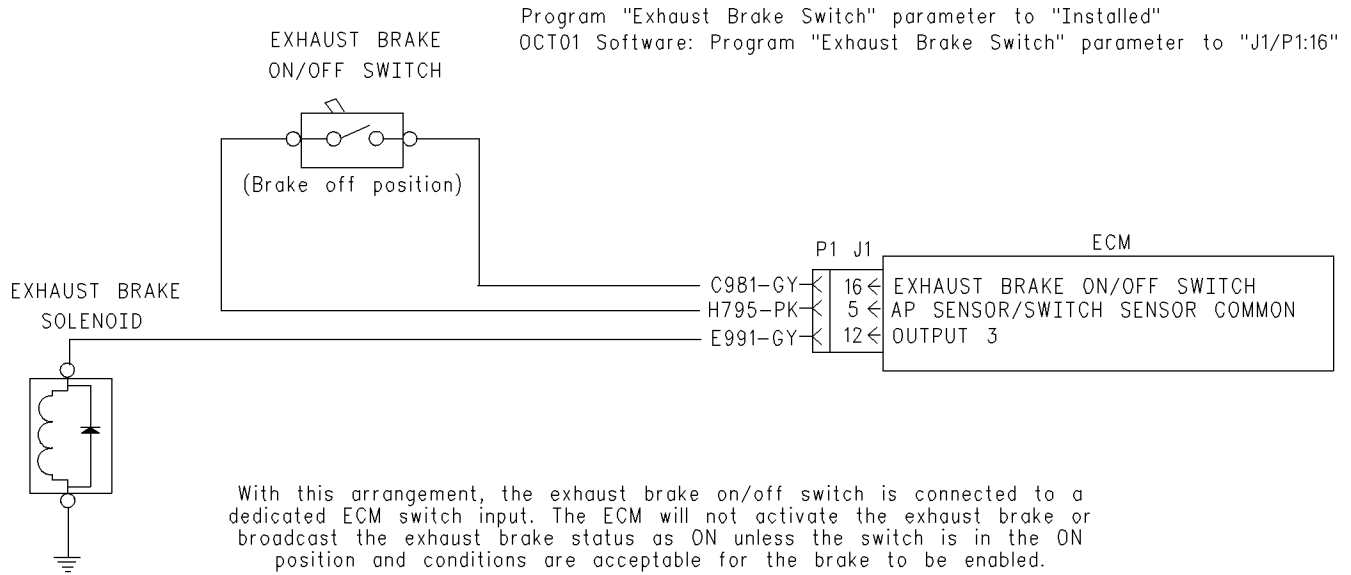 Program "Exhaust Brake Switch" parameter to "Installed"
OCT01 Software: Program "Exhaust Brake Switch" parameter to "J1/P1:16"
EXHAUST BRAKE
ON/OFF SWITCH
(Brake off position)
P1 J1
ECM
C981-GY 16 EXHAUST BRAKE ON/OFF SWITCH
H795-PK 5 AP SENSOR/SWITCH SENSOR COMMON
E991-GY 12 OUTPUT 3
EXHAUST BRAKE
SOLENOID
With this arrangement, the exhaust brake on/off switch is connected to a
dedicated ECM switch input. The ECM will not activate the exhaust brake or
broadcast the exhaust brake status as ON unless the switch is in the ON
position and conditions are acceptable for the brake to be enabled.